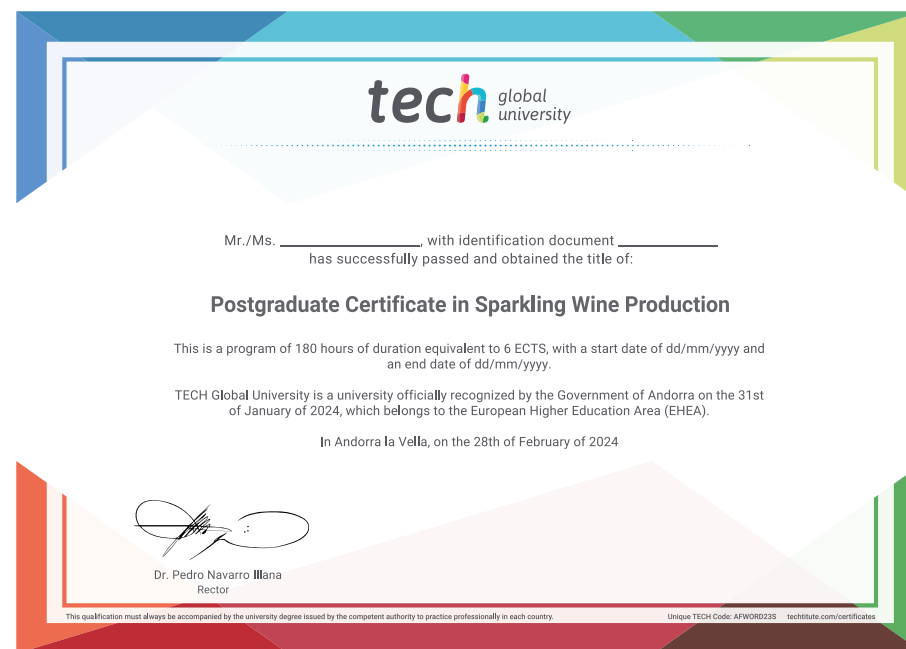 tech global university
Mr./Ms. ____________________, with identification document ______________
has successfully passed and obtained the title of:
Postgraduate Certificate in Sparkling Wine Production
This is a program of 180 hours of duration equivalent to 6 ECTS, with a start date of dd/mm/yyyy and
an end date of dd/mm/yyyy.
TECH Global University is a university officially recognized by the Government of Andorra on the 31st
of January of 2024, which belongs to the European Higher Education Area (EHEA).
In Andorra la Vella, on the 28th of February of 2024
Dr. Pedro Navarro Illana
Rector
This qualification must always be accompanied by the university degree issued by the competent authority to practice professionally in each country.
Unique TECH Code: AFWORD23S techtitute.com/certificates